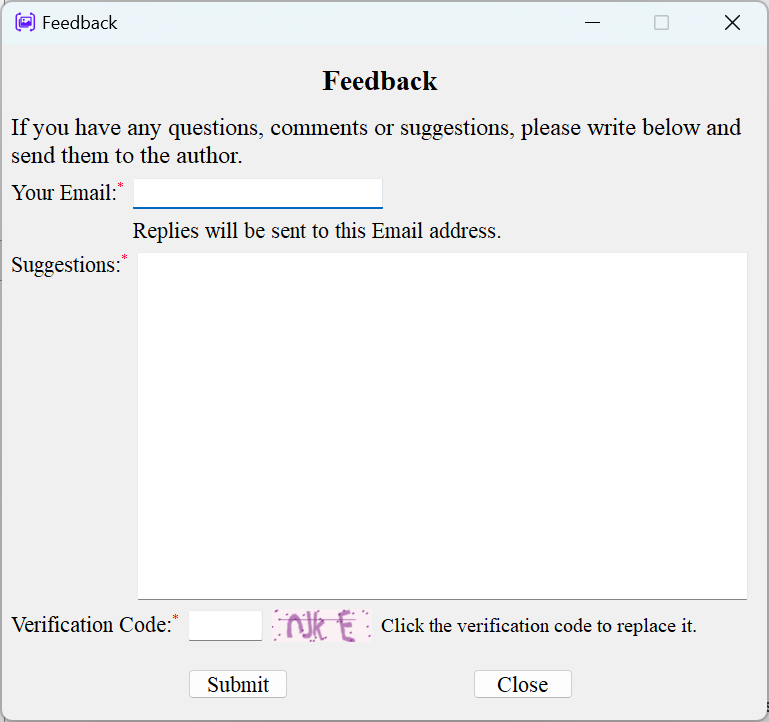 Feedback
Feedback
If you have any questions, comments or suggestions, please write below and
send them to the author.
Your Email:*
Replies will be sent to this Email address.
Suggestions:*
Verification Code:* Click the verification code to replace it.
Submit Close